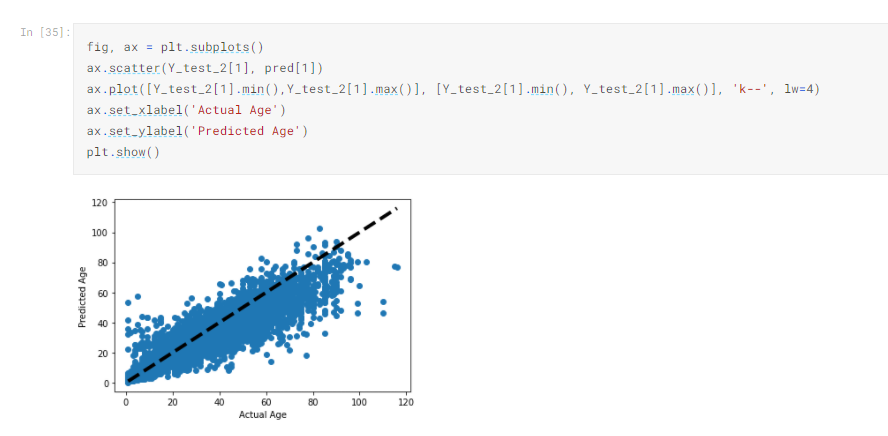 In [35]:
fig, ax = plt.subplots()
ax.scatter(Y_test_2[1], pred[1])
ax.plot([Y_test_2[1].min(),Y_test_2[1].max()], [Y_test_2[1].min(), Y_test_2[1].max()], 'k--', lw=4)
ax.set_xlabel('Actual Age')
ax.set_ylabel('Predicted Age')
plt.show()
120
100
80
60
40
20
0
Predicted Age
0 20 40 60 80 100 120
Actual Age